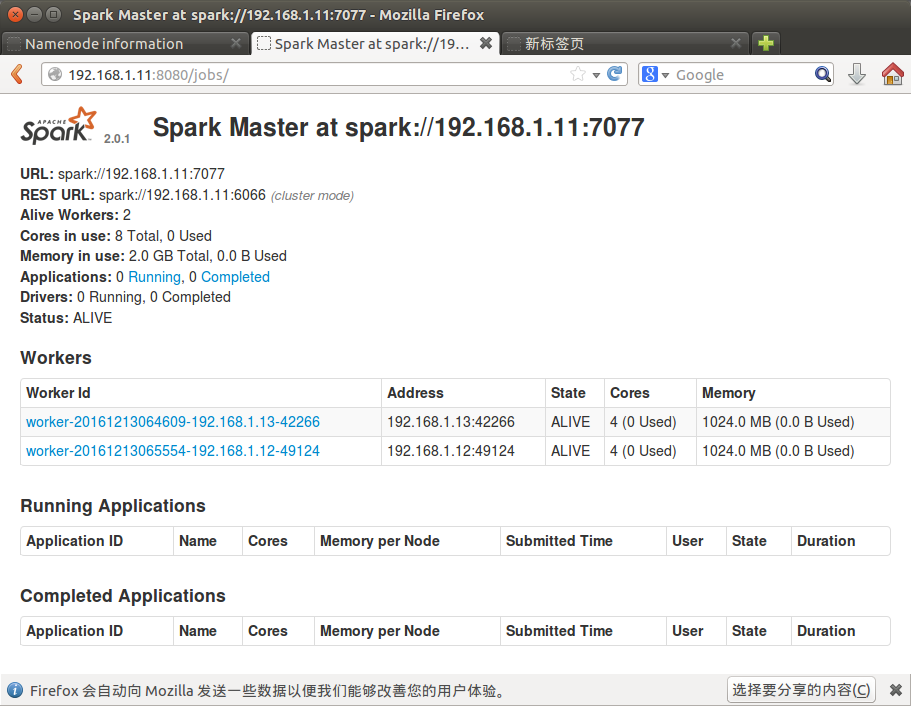 Spark Master at spark://192.168.1.11:7077 - Mozilla Firefox
Namenode information Spark Master at spark://19... 新标签页
192.168.1.11:8080/jobs/ Google
APACHE Spark 2.0.1 Spark Master at spark://192.168.1.11:7077
URL: spark://192.168.1.11:7077
REST URL: spark://192.168.1.11:6066 (cluster mode)
Alive Workers: 2
Cores in use: 8 Total, 0 Used
Memory in use: 2.0 GB Total, 0.0 B Used
Applications: 0 Running, 0 Completed
Drivers: 0 Running, 0 Completed
Status: ALIVE
Workers
Worker Id Address State Cores Memory
worker-20161213064609-192.168.1.13-42266 192.168.1.13:42266 ALIVE 4 (0 Used) 1024.0 MB (0.0 B Used)
worker-20161213065554-192.168.1.12-49124 192.168.1.12:49124 ALIVE 4 (0 Used) 1024.0 MB (0.0 B Used)
Running Applications
Application ID Name Cores Memory per Node Submitted Time User State Duration
Completed Applications
Application ID Name Cores Memory per Node Submitted Time User State Duration
Firefox 会自动向 Mozilla 发送一些数据以便我们能够改善您的用户体验。 选择要分享的内容(C)